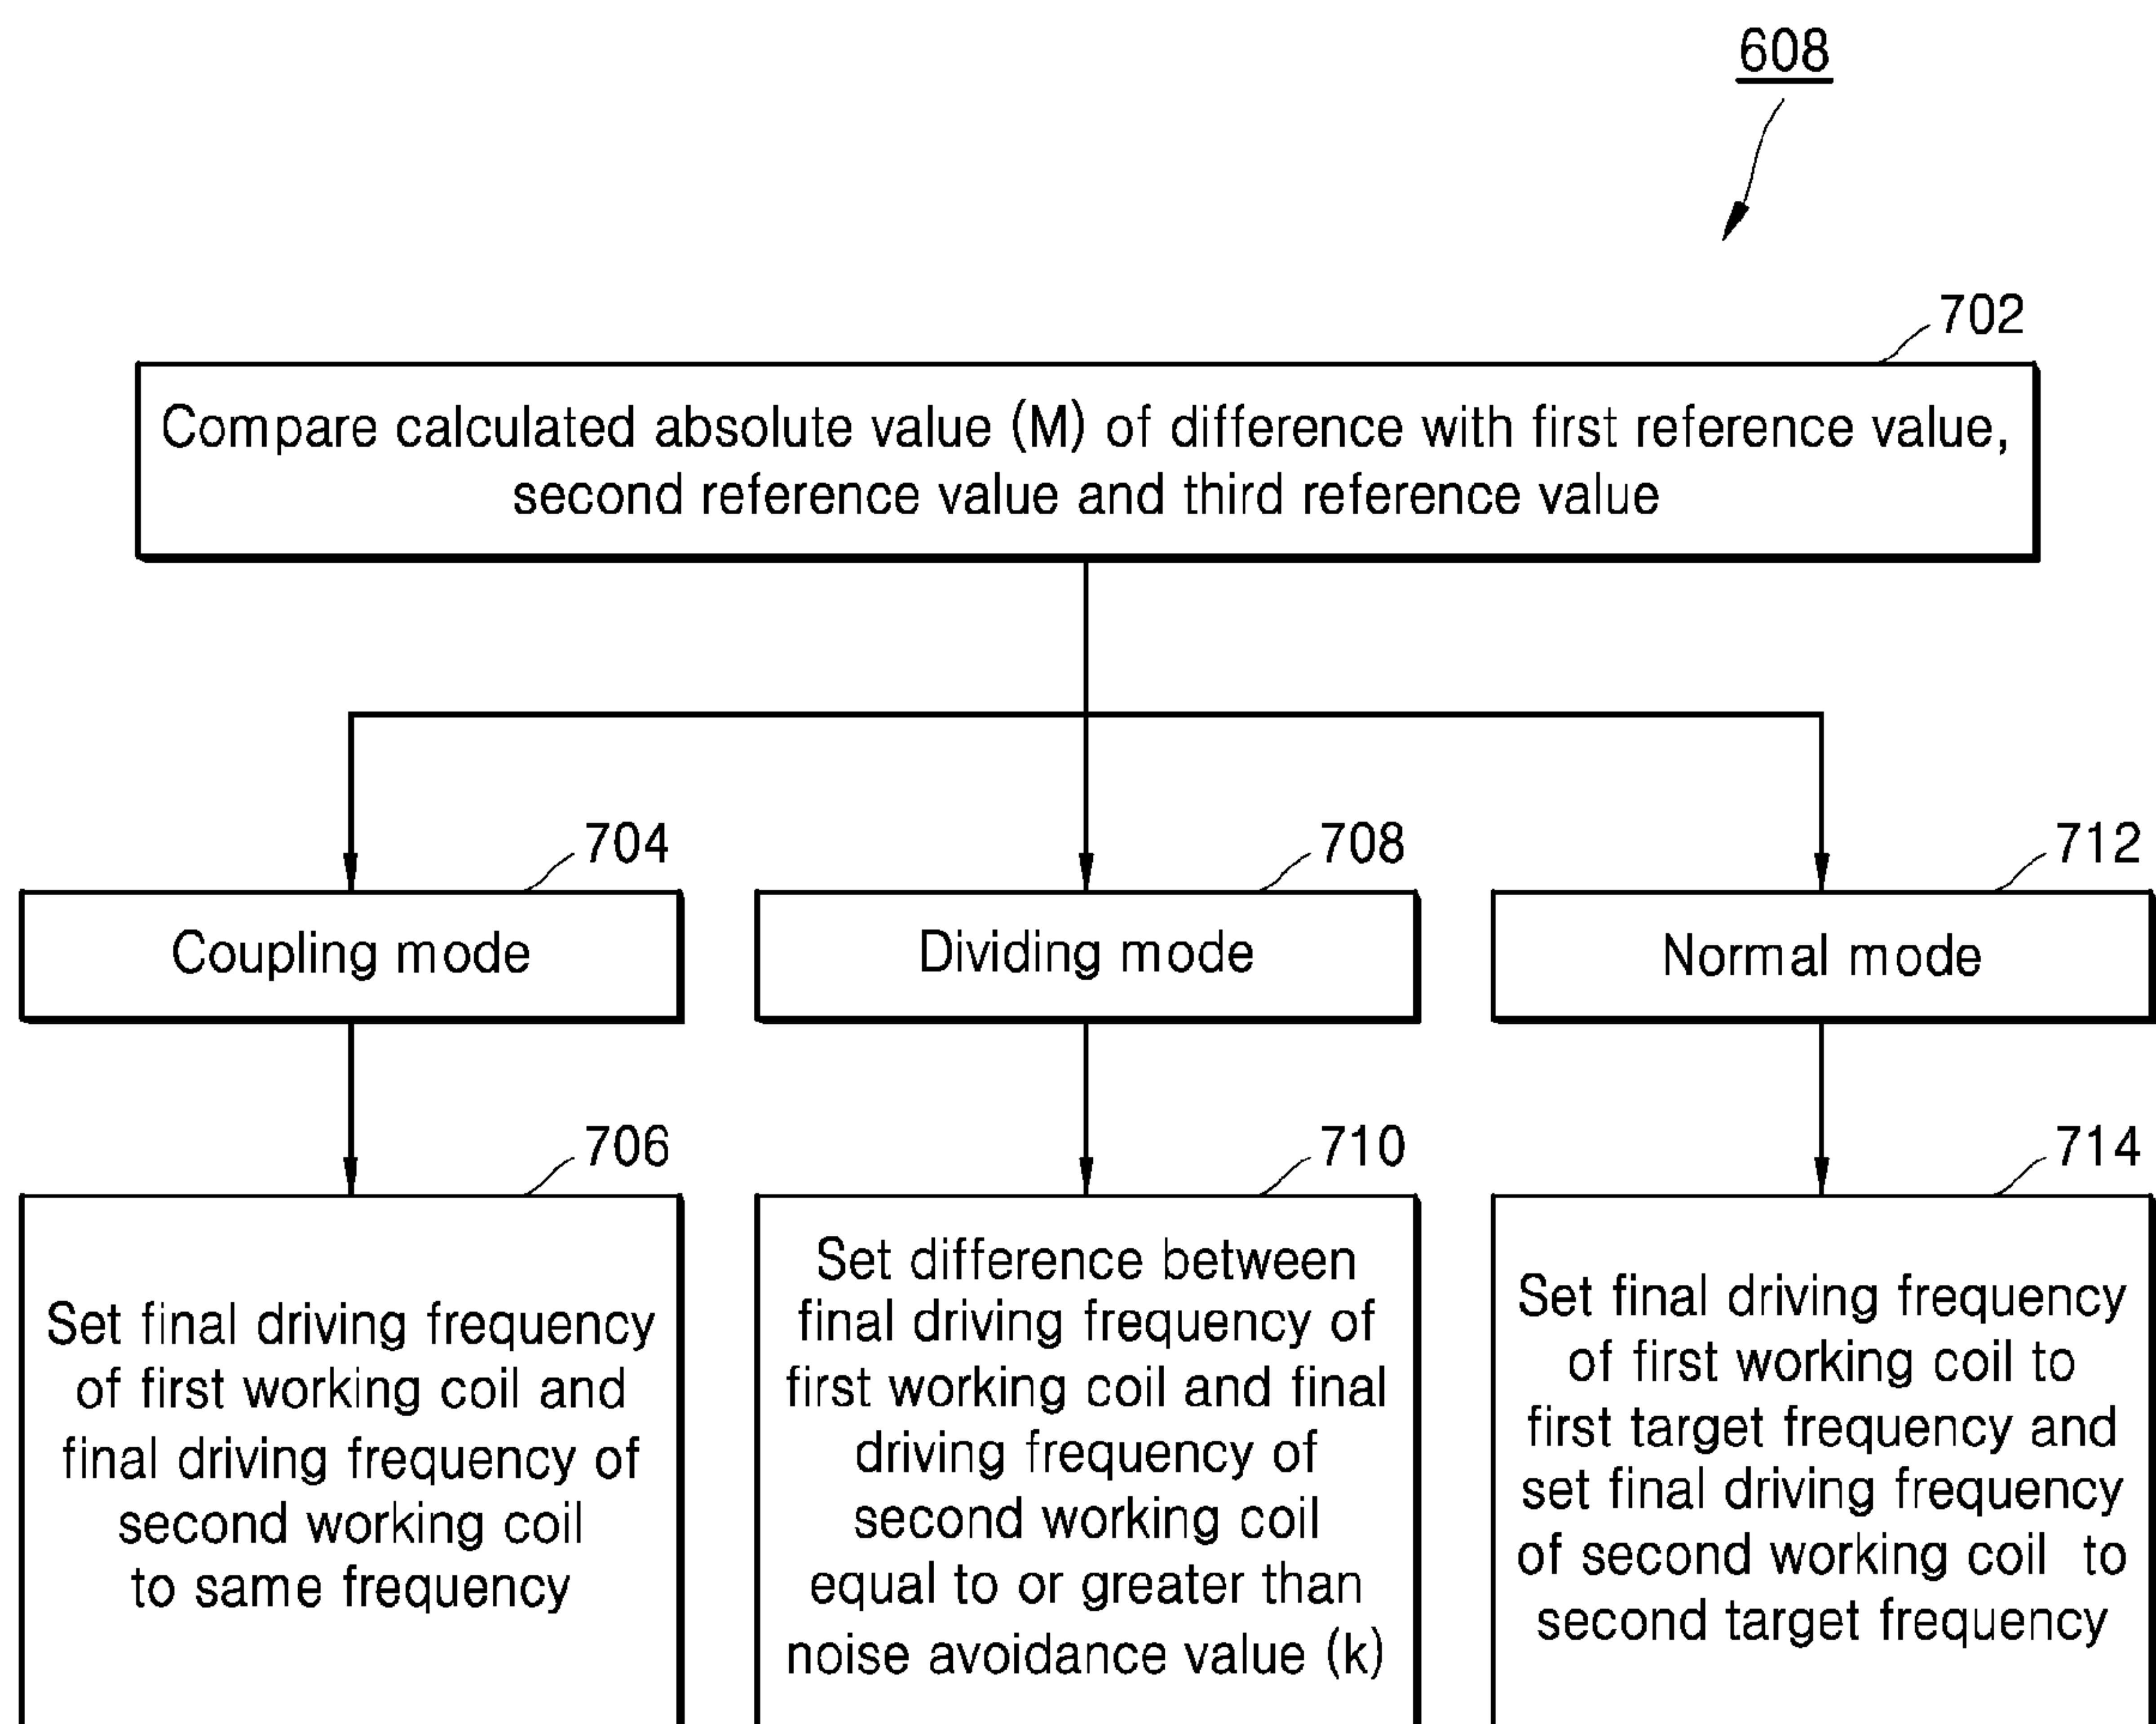 608
702
Compare calculated absolute value (M) of difference with first reference value,
second reference value and third reference value
704
Coupling mode
708
Dividing mode
712
Normal mode
706
Set final driving frequency
of first working coil and
final driving frequency of
second working coil
to same frequency
710
Set difference between
final driving frequency of
first working coil and final
driving frequency of
second working coil
equal to or greater than
noise avoidance value (k)
714
Set final driving frequency
of first working coil to
first target frequency and
set final driving frequency
of second working coil to
second target frequency